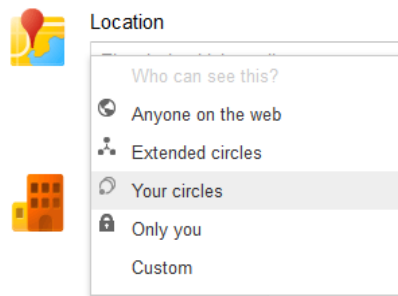 Location
Who can see this?
Anyone on the web
Extended circles
Your circles
Only you
Custom